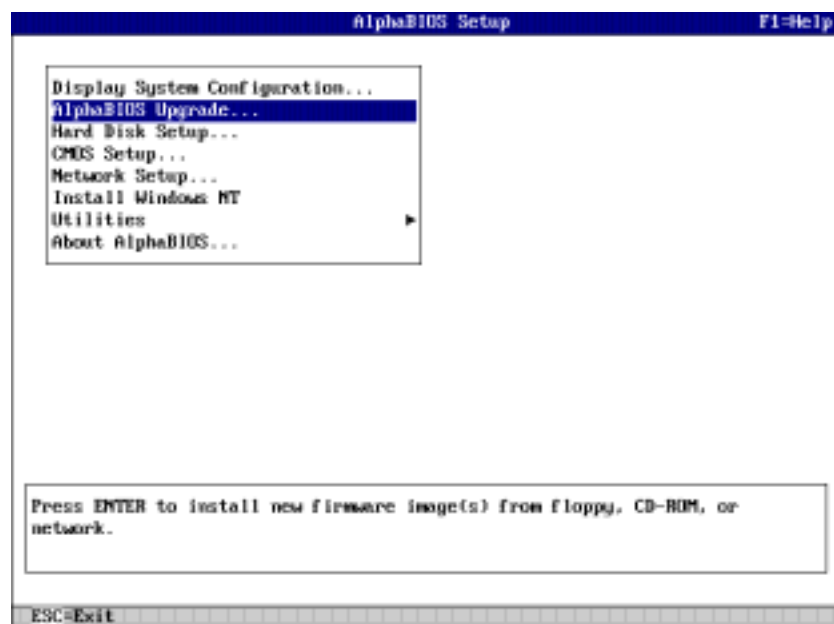 AlphaBIOS Setup F1=Help
Display System Configuration...
AlphaBIOS Upgrade...
Hard Disk Setup...
CMOS Setup...
Network Setup...
Install Windows NT
Utilities
About AlphaBIOS...
Press ENTER to install new firmware image(s) from floppy, CD-ROM, or
network.
ESC=Exit